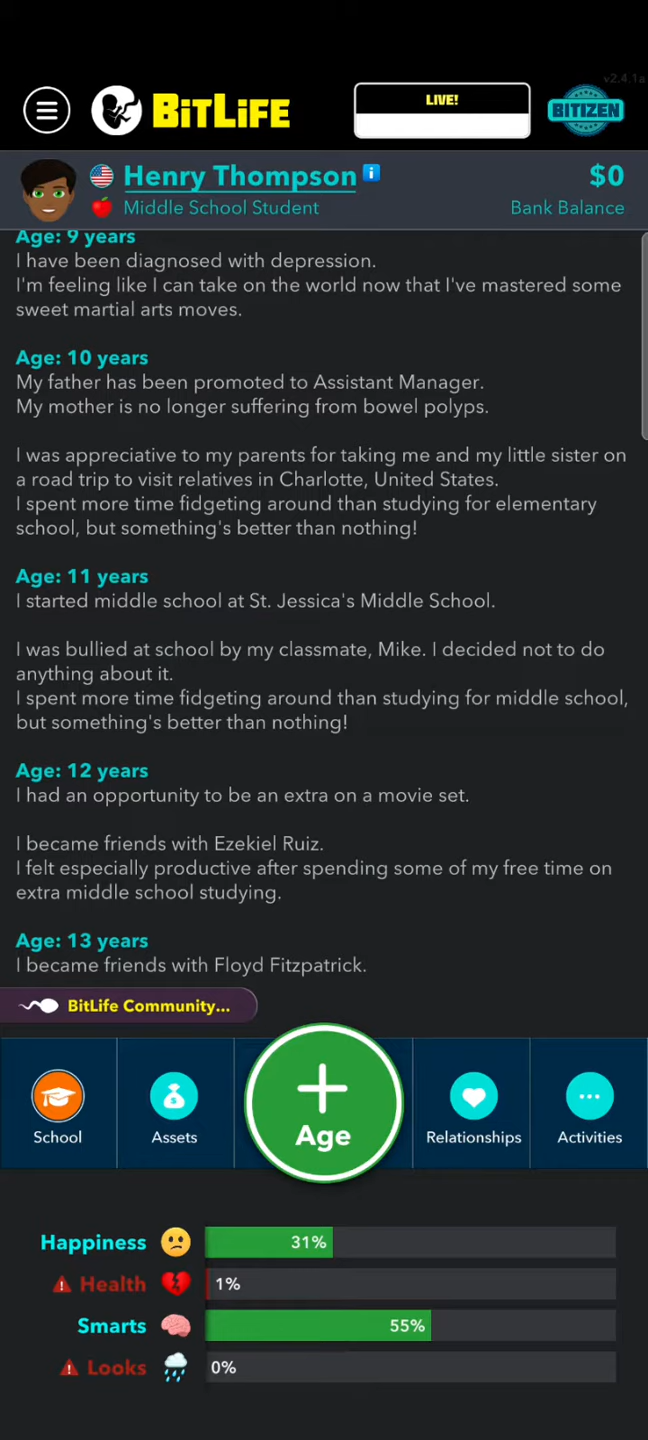 v2.4.1a
BitLiFE
LIVE!
BITIZEN
Henry Thompson i
$0
Middle School Student
Bank Balance
Age: 9 years
I have been diagnosed with depression.
I'm feeling like I can take on the world now that I've mastered some
sweet martial arts moves.
Age: 10 years
My father has been promoted to Assistant Manager.
My mother is no longer suffering from bowel polyps.
I was appreciative to my parents for taking me and my little sister on
a road trip to visit relatives in Charlotte, United States.
I spent more time fidgeting around than studying for elementary
school, but something's better than nothing!
Age: 11 years
I started middle school at St. Jessica's Middle School.
I was bullied at school by my classmate, Mike. I decided not to do
anything about it.
I spent more time fidgeting around than studying for middle school,
but something's better than nothing!
Age: 12 years
I had an opportunity to be an extra on a movie set.
I became friends with Ezekiel Ruiz.
I felt especially productive after spending some of my free time on
extra middle school studying.
Age: 13 years
I became friends with Floyd Fitzpatrick.
BitLife Community...
School
Assets
Age
Relationships
Activities
Happiness 31%
Health 1%
Smarts 55%
Looks 0%